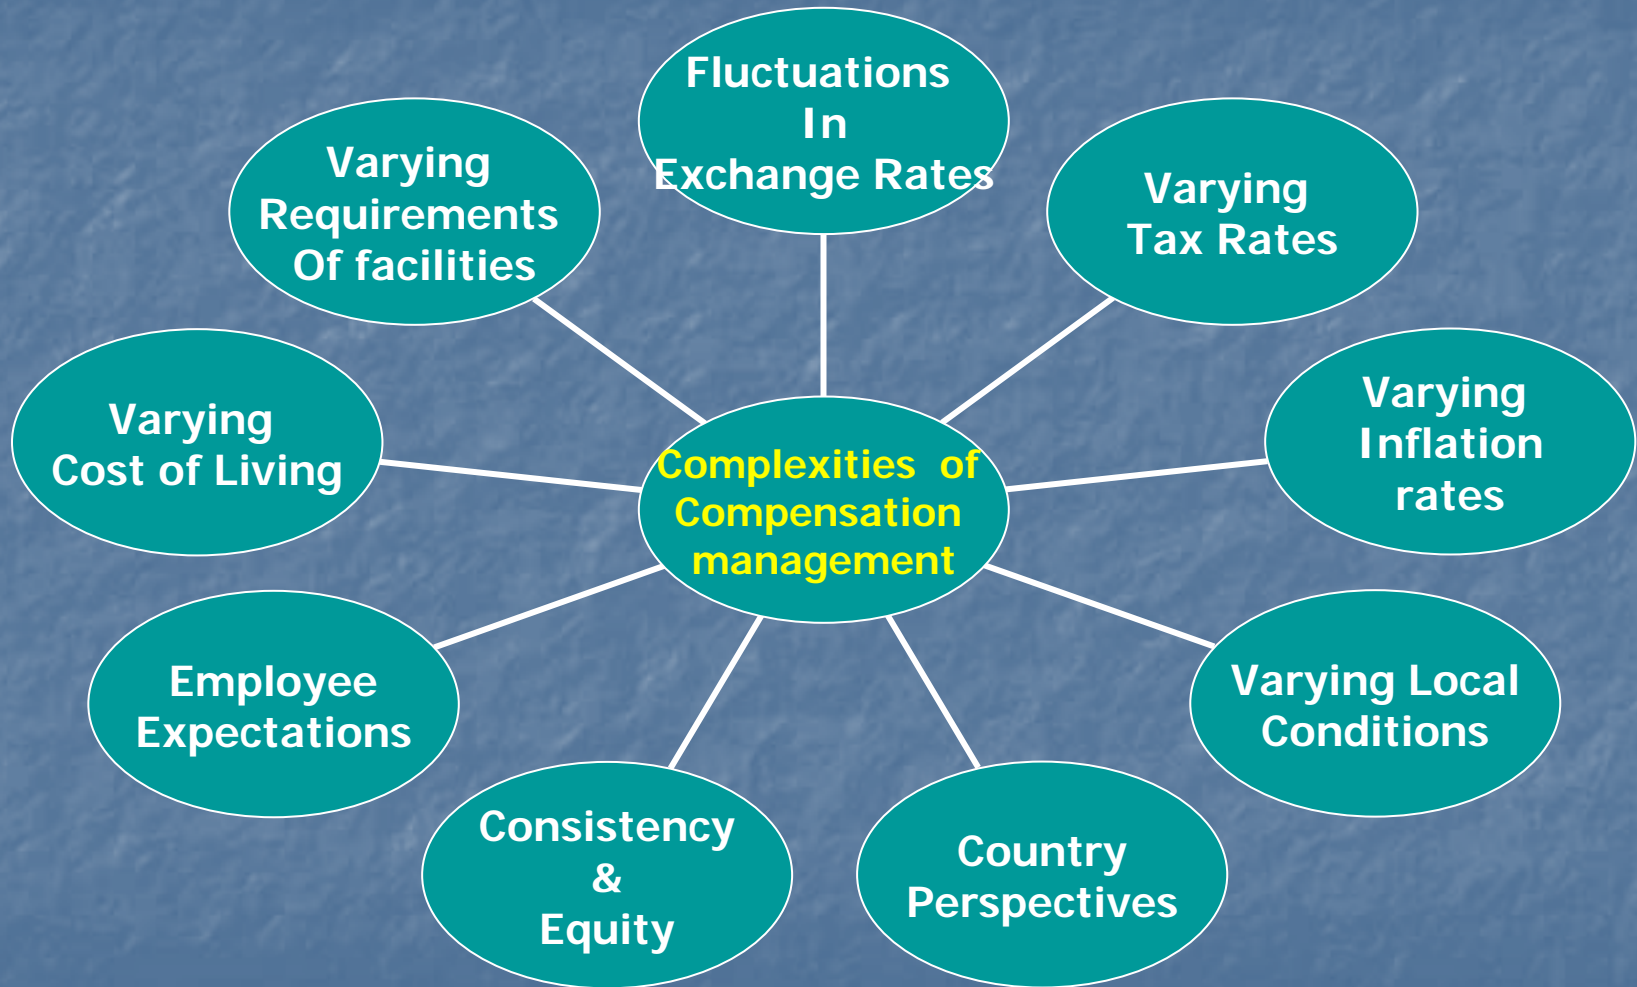 Fluctuations
In
Exchange Rates
Varying
Tax Rates
Varying
Inflation
rates
Varying Local
Conditions
Country
Perspectives
Consistency
&
Equity
Employee
Expectations
Varying
Cost of Living
Varying
Requirements
Of facilities
Complexities of
Compensation
management